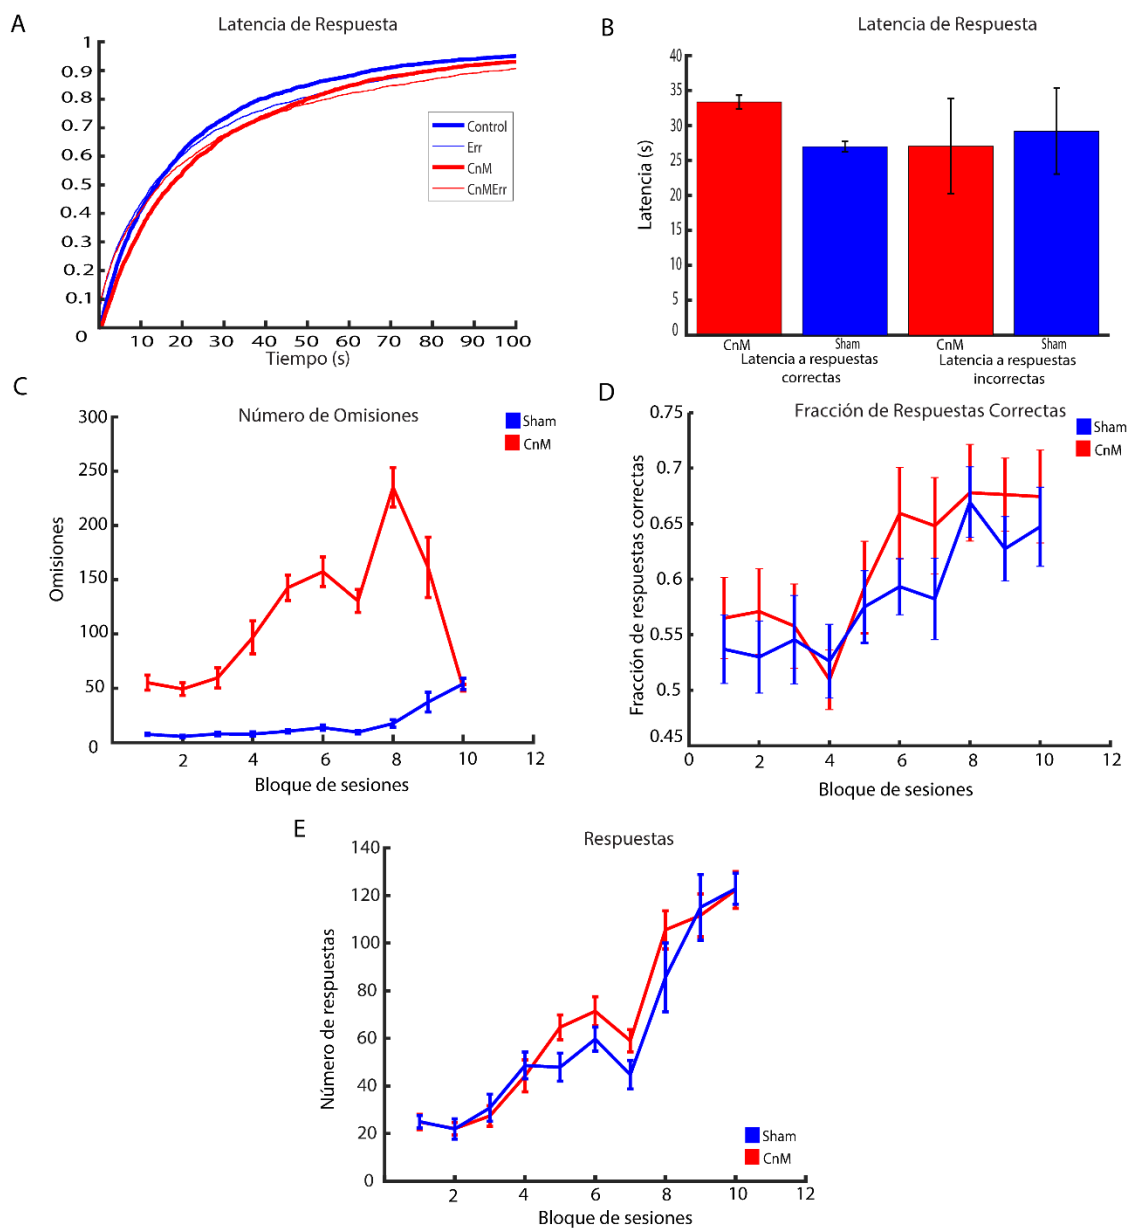 A
Latencia de Respuesta
1
0.9
0.8
0.7
0.6
0.5
0.4
0.3
0.2
0.1
0
10 20 30 40 50 60 70 80 90 100
Tiempo (s)
Control
Err
CnM
CnMErr
B
Latencia de Respuesta
40
35
30
25
20
15
10
5
0
Latencia (s)
CnM Sham CnM Sham
Latencia a respuestas
correctas
Latencia a respuestas
incorrectas
C
Número de Omisiones
Sham
CnM
300
250
200
150
100
50
0
Omisiones
2 4 6 8 10 12
Bloque de sesiones
D
Fracción de Respuestas Correctas
Sham
CnM
0.75
0.7
0.65
0.6
0.55
0.5
0.45
Fracción de respuestas correctas
0 2 4 6 8 10 12
Bloque de sesiones
E
Respuestas
140
120
100
80
60
40
20
0
Número de respuestas
2 4 6 8 10 12
Bloque de sesiones
Sham
CnM